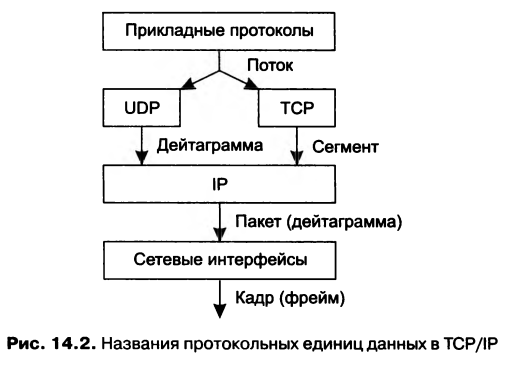 Прикладные протоколы
Поток
UDP
TCP
Дейтаграмма
Сегмент
IP
Пакет (дейтаграмма)
Сетевые интерфейсы
Кадр (фрейм)
Рис. 14.2. Названия протокольных единиц данных в TCP/IP